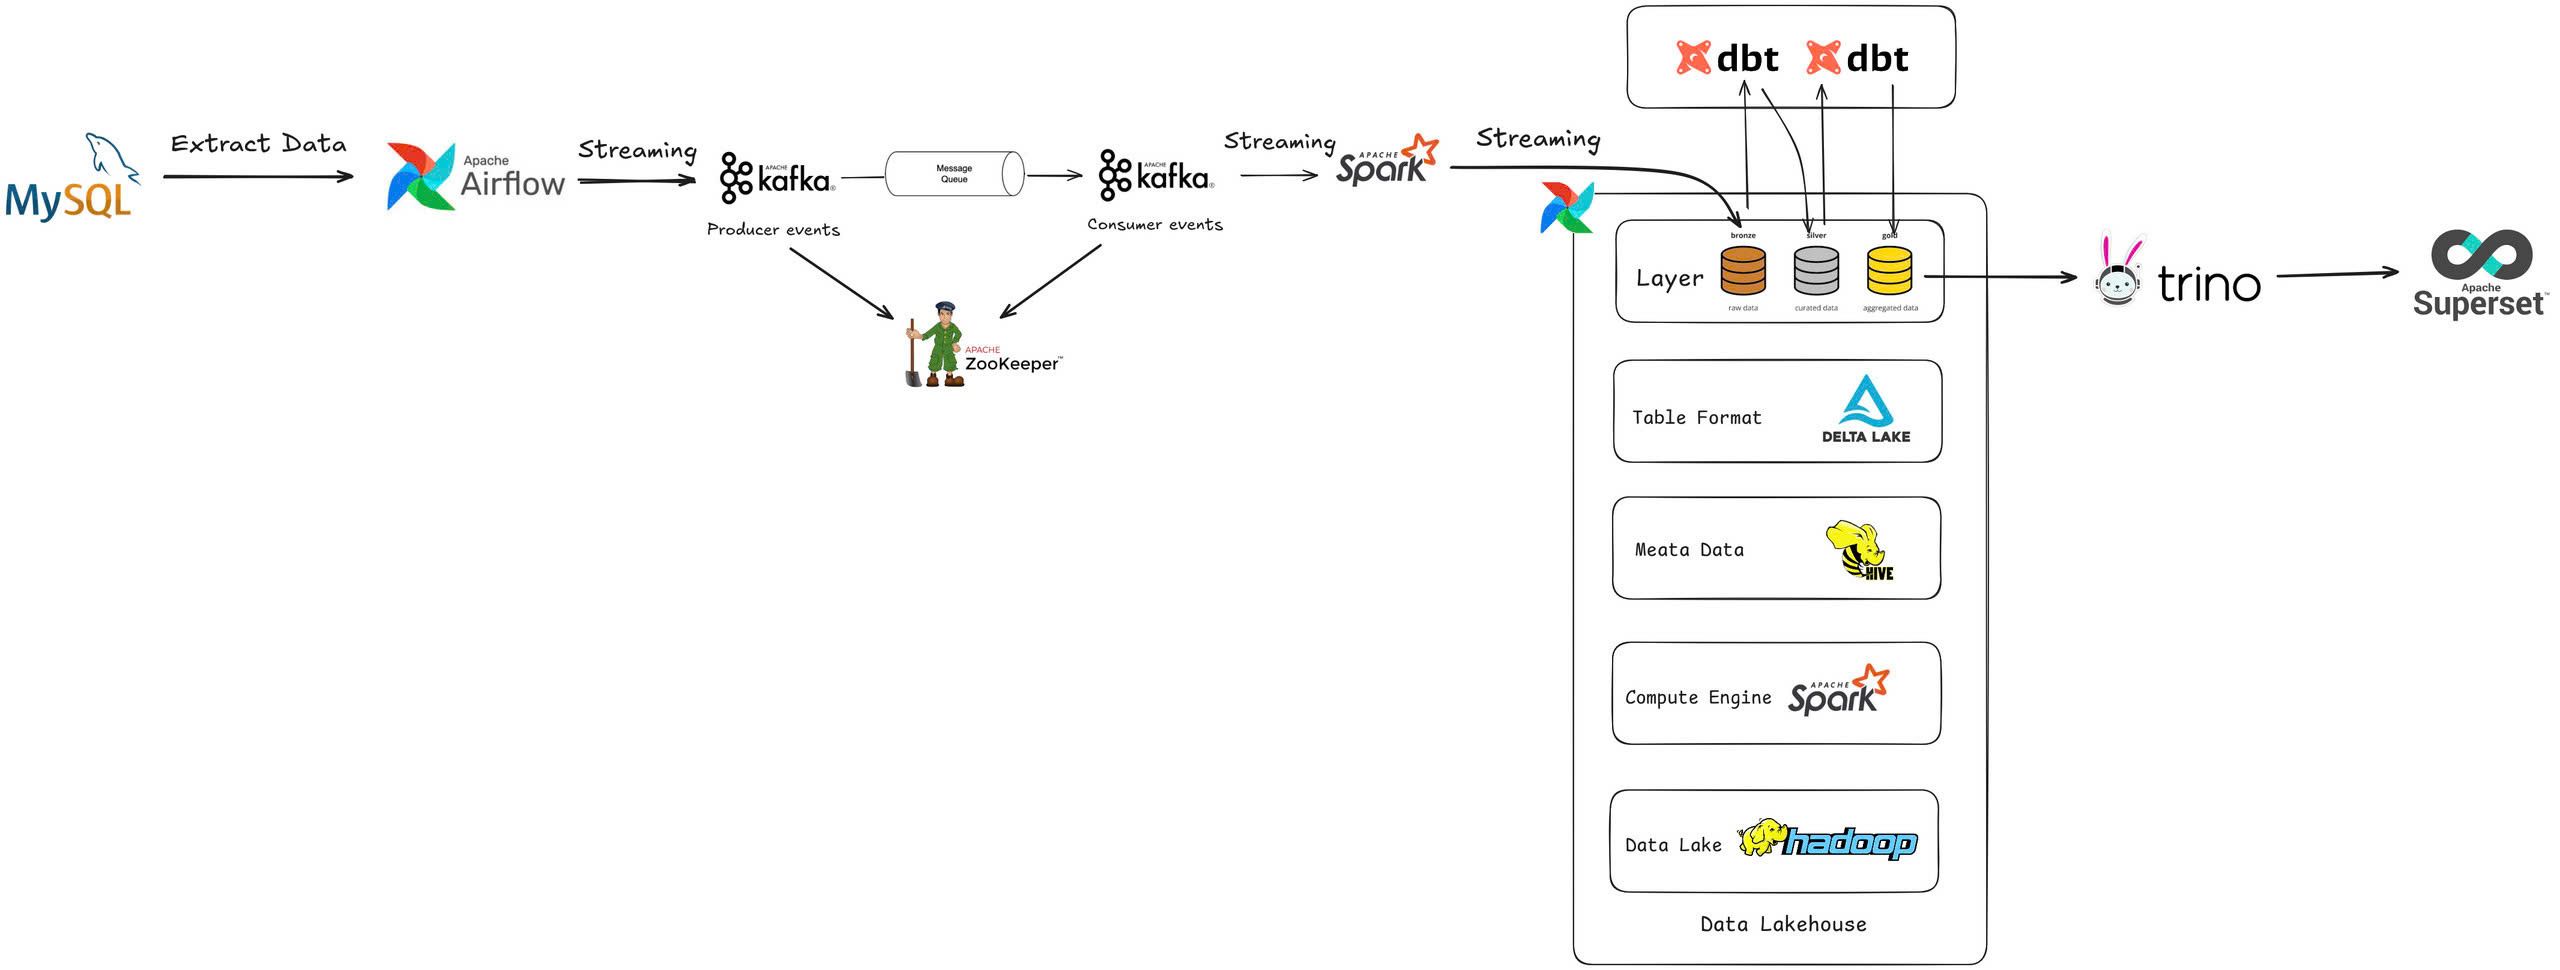 dbt
dbt
MySQL
Extract Data
Apache
Airflow
Streaming
APACHE
kafka®
Producer events
Message
Queue
APACHE
kafka®
Consumer events
APACHE
ZooKeeper™
Streaming
APACHE
Spark
Streaming
Layer
bronze
raw data
silver
curated data
gold
aggregated data
trino
Apache
Superset™
Table Format
DELTA LAKE
Meata Data
HIVE
Compute Engine
APACHE
Spark
Data Lake
hadoop
Data Lakehouse